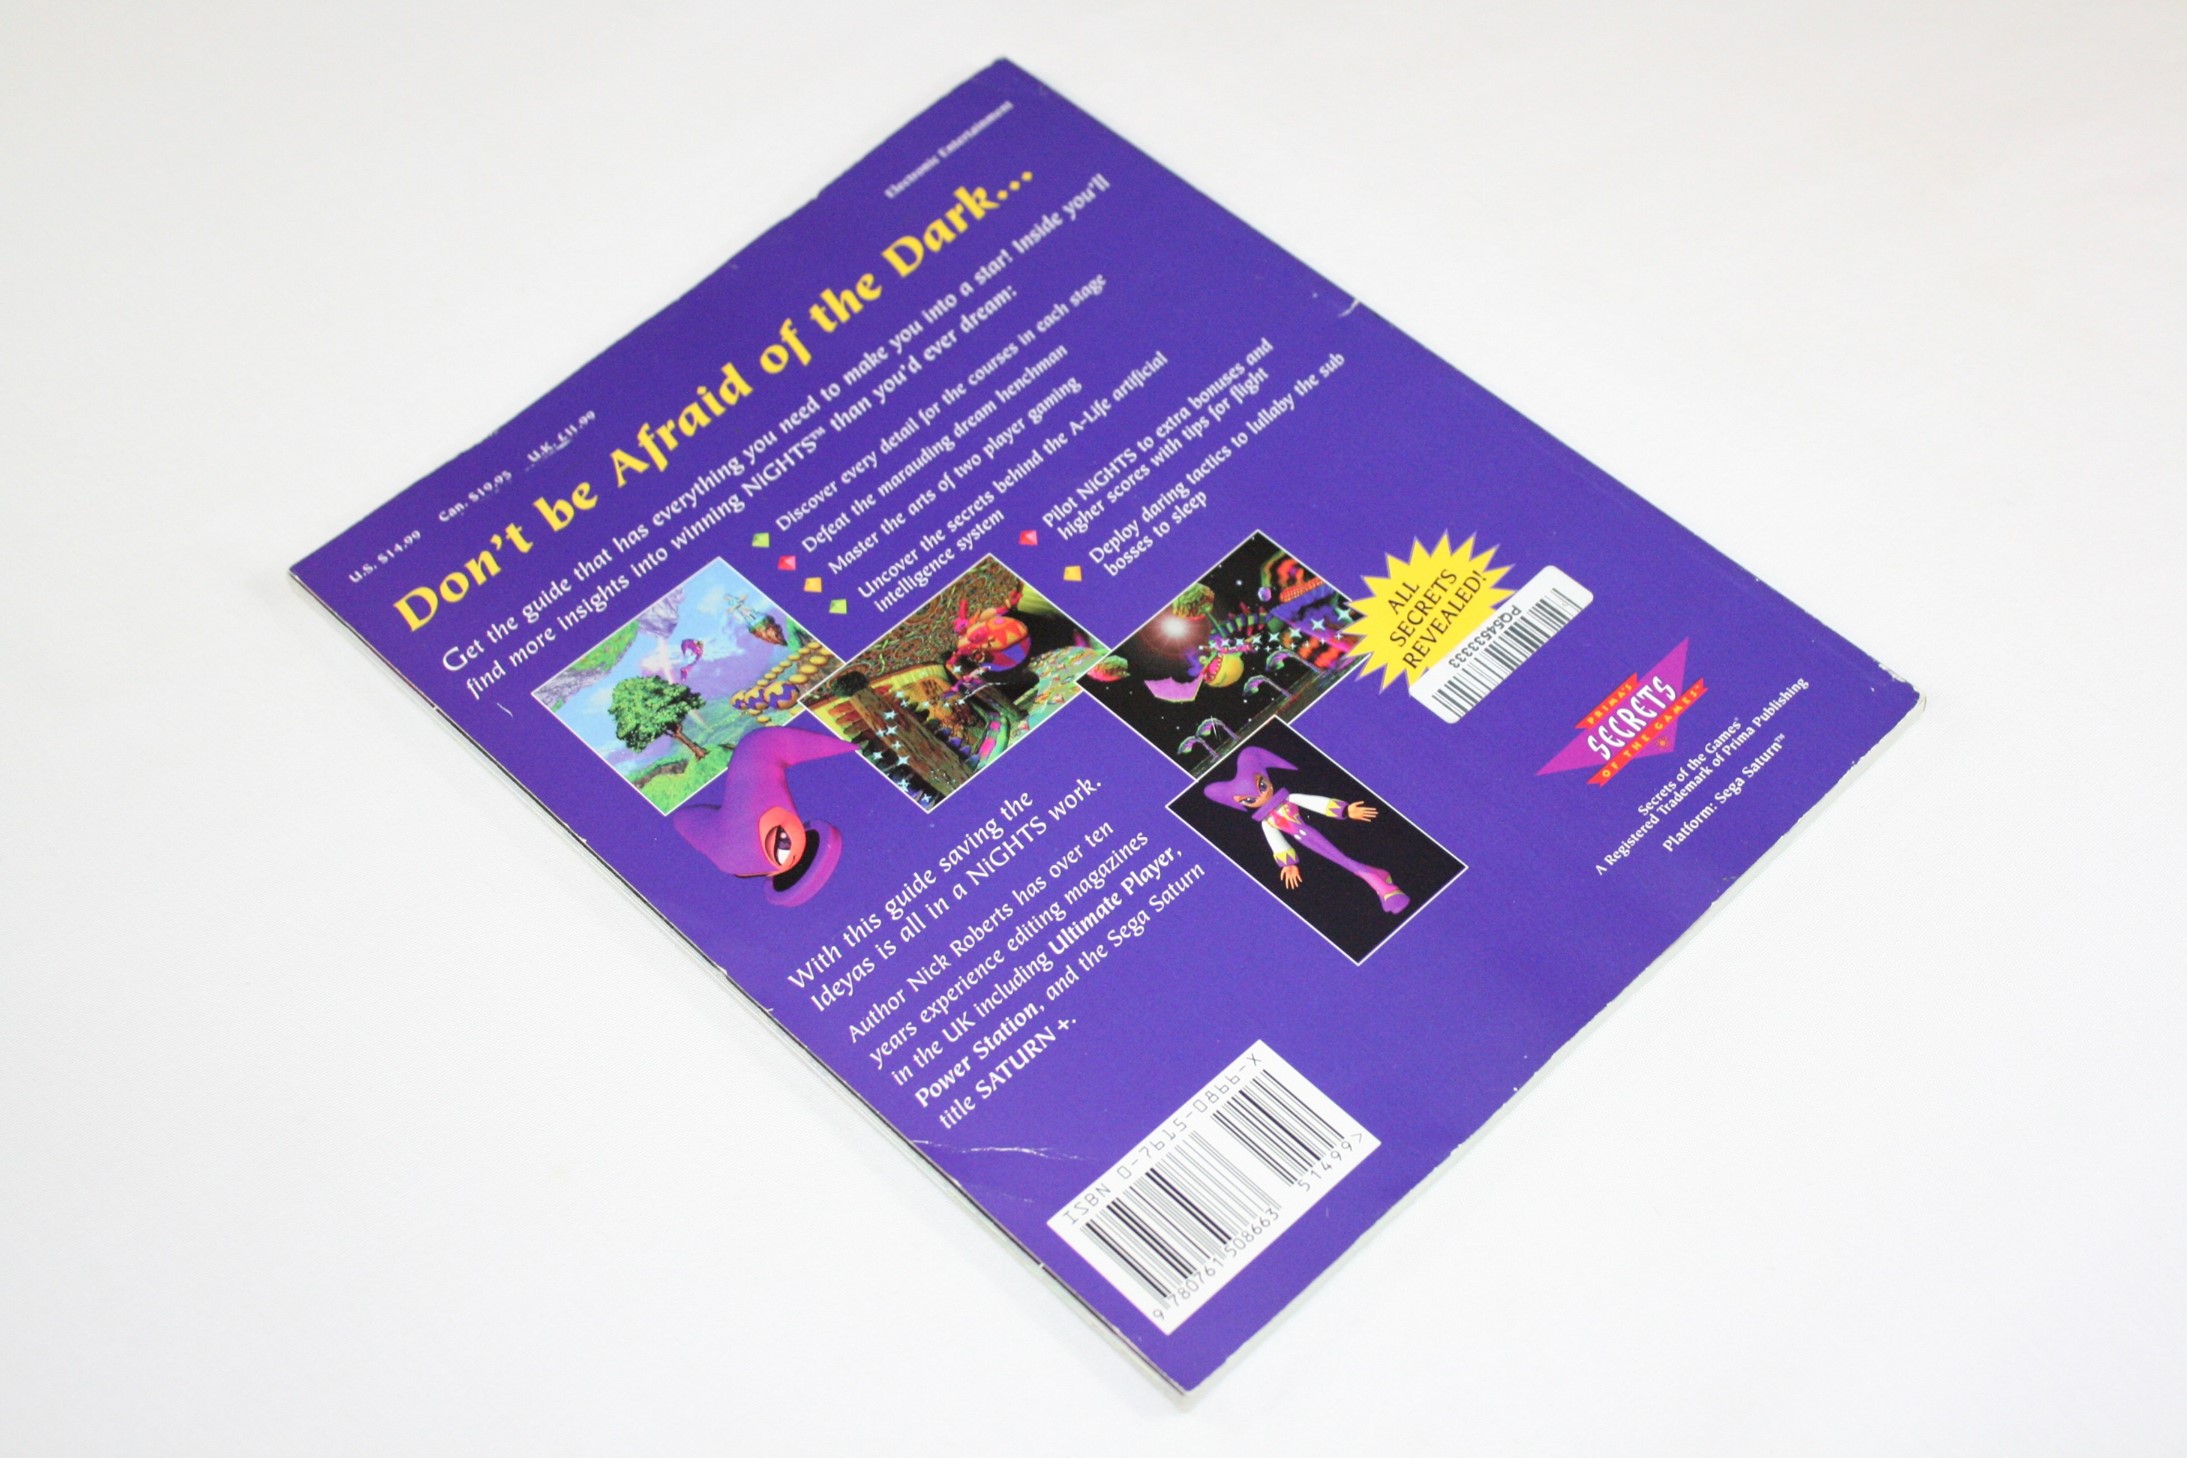 Electronic Entertainment
U.S. $14.99 Can. $19.95 U.K. £11.99
Don't be Afraid of the Dark...
Get the guide that has everything you need to make you into a star! Inside you'll
find more insights into winning NiGHTS™ than you'd ever dream:
Discover every detail for the courses in each stage
Defeat the marauding dream henchman
Master the arts of two player gaming
Uncover the secrets behind the A-Life artificial
intelligence system
Pilot NiGHTS to extra bonuses and
higher scores with tips for flight
Deploy daring tactics to lullaby the sub
bosses to sleep
ALL
SECRETS
REVEALED!
PQ5453333
With this guide saving the
Ideyas is all in a NiGHTS work.
Author Nick Roberts has over ten
years experience editing magazines
in the UK including Ultimate Player,
Power Station, and the Sega Saturn
title SATURN +.
PRIMA'S
SECRETS
OF THE GAMES®
Secrets of the Games®
A Registered Trademark of Prima Publishing
Platform: Sega Saturn™
ISBN 0-7615-0866-X
9 780761 508663
51499>